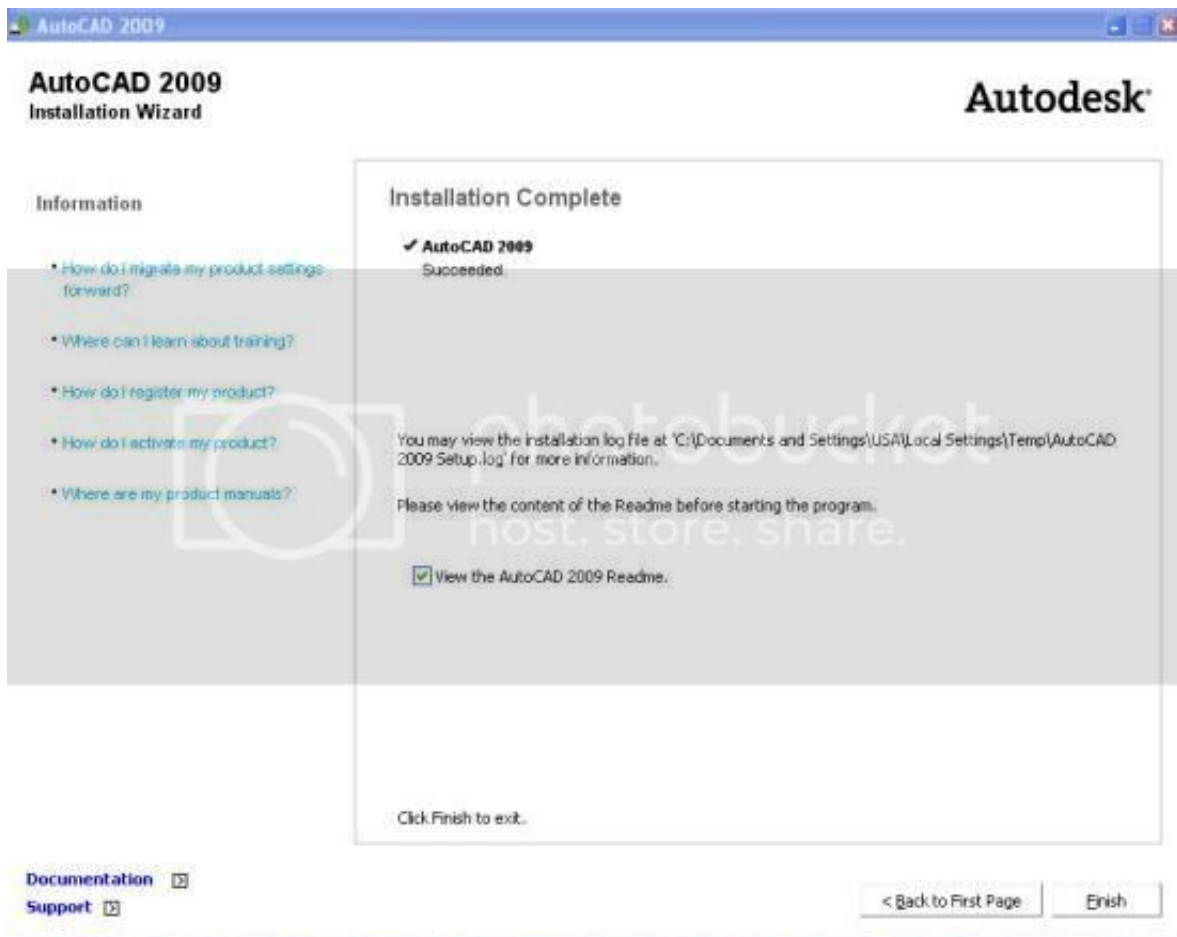 AutoCAD 2009
AutoCAD 2009
Installation Wizard
Autodesk
Information
• How do I migrate my product settings
forward?
• Where can I learn about training?
• How do I register my product?
• How do I activate my product?
• Where are my product manuals?
Installation Complete
✓ AutoCAD 2009
Succeeded.
You may view the installation log file at 'C:\Documents and Settings\USA\Local Settings\Temp\AutoCAD
2009 Setup.log' for more information.
Please view the content of the Readme before starting the program.
View the AutoCAD 2009 Readme.
Click Finish to exit.
photobucket
host. store. share.
Documentation
Support
< Back to First Page
Finish